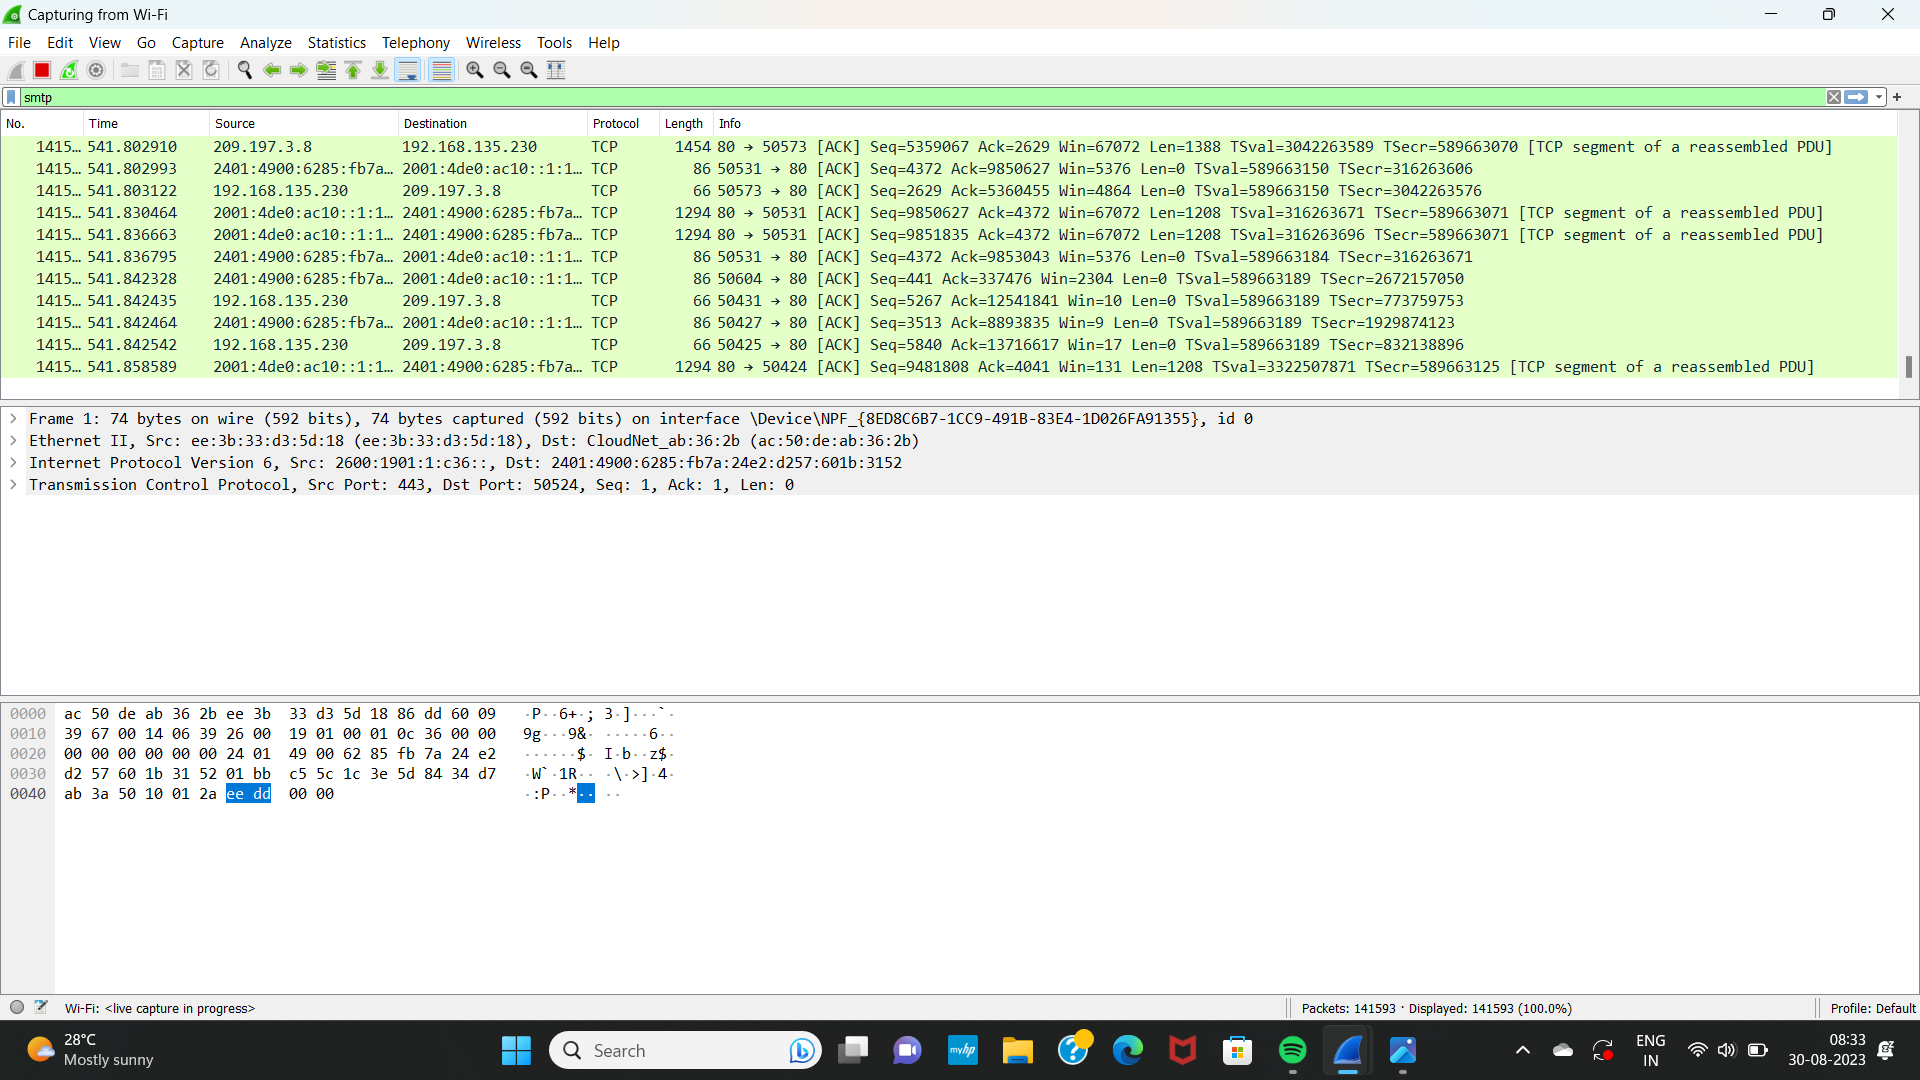 Capturing from Wi-Fi
File Edit View Go Capture Analyze Statistics Telephony Wireless Tools Help
smtp
No. Time Source Destination Protocol Length Info
1415… 541.802910 209.197.3.8 192.168.135.230 TCP 1454 80 → 50573 [ACK] Seq=5359067 Ack=2629 Win=67072 Len=1388 TSval=3042263589 TSecr=589663070 [TCP segment of a reassembled PDU]
1415… 541.802993 2401:4900:6285:fb7a… 2001:4de0:ac10::1:1… TCP 86 50531 → 80 [ACK] Seq=4372 Ack=9850627 Win=5376 Len=0 TSval=589663150 TSecr=316263606
1415… 541.803122 192.168.135.230 209.197.3.8 TCP 66 50573 → 80 [ACK] Seq=2629 Ack=5360455 Win=4864 Len=0 TSval=589663150 TSecr=3042263576
1415… 541.830464 2001:4de0:ac10::1:1… 2401:4900:6285:fb7a… TCP 1294 80 → 50531 [ACK] Seq=9850627 Ack=4372 Win=67072 Len=1208 TSval=316263671 TSecr=589663071 [TCP segment of a reassembled PDU]
1415… 541.836663 2001:4de0:ac10::1:1… 2401:4900:6285:fb7a… TCP 1294 80 → 50531 [ACK] Seq=9851835 Ack=4372 Win=67072 Len=1208 TSval=316263696 TSecr=589663071 [TCP segment of a reassembled PDU]
1415… 541.836795 2401:4900:6285:fb7a… 2001:4de0:ac10::1:1… TCP 86 50531 → 80 [ACK] Seq=4372 Ack=9853043 Win=5376 Len=0 TSval=589663184 TSecr=316263671
1415… 541.842328 2401:4900:6285:fb7a… 2001:4de0:ac10::1:1… TCP 86 50604 → 80 [ACK] Seq=441 Ack=337476 Win=2304 Len=0 TSval=589663189 TSecr=2672157050
1415… 541.842435 192.168.135.230 209.197.3.8 TCP 66 50431 → 80 [ACK] Seq=5267 Ack=12541841 Win=10 Len=0 TSval=589663189 TSecr=773759753
1415… 541.842464 2401:4900:6285:fb7a… 2001:4de0:ac10::1:1… TCP 86 50427 → 80 [ACK] Seq=3513 Ack=8893835 Win=9 Len=0 TSval=589663189 TSecr=1929874123
1415… 541.842542 192.168.135.230 209.197.3.8 TCP 66 50425 → 80 [ACK] Seq=5840 Ack=13716617 Win=17 Len=0 TSval=589663189 TSecr=832138896
1415… 541.858589 2001:4de0:ac10::1:1… 2401:4900:6285:fb7a… TCP 1294 80 → 50424 [ACK] Seq=9481808 Ack=4041 Win=131 Len=1208 TSval=3322507871 TSecr=589663125 [TCP segment of a reassembled PDU]
Frame 1: 74 bytes on wire (592 bits), 74 bytes captured (592 bits) on interface \Device\NPF_{8ED8C6B7-1CC9-491B-83E4-1D026FA91355}, id 0
Ethernet II, Src: ee:3b:33:d3:5d:18 (ee:3b:33:d3:5d:18), Dst: CloudNet_ab:36:2b (ac:50:de:ab:36:2b)
Internet Protocol Version 6, Src: 2600:1901:1:c36::, Dst: 2401:4900:6285:fb7a:24e2:d257:601b:3152
Transmission Control Protocol, Src Port: 443, Dst Port: 50524, Seq: 1, Ack: 1, Len: 0
0000 ac 50 de ab 36 2b ee 3b 33 d3 5d 18 86 dd 60 09 ·P··6+·; 3·]···`·
0010 39 67 00 14 06 39 26 00 19 01 00 01 0c 36 00 00 9g···9&· ·····6··
0020 00 00 00 00 00 00 24 01 49 00 62 85 fb 7a 24 e2 ······$· I·b··z$·
0030 d2 57 60 1b 31 52 01 bb c5 5c 1c 3e 5d 84 34 d7 ·W`·1R·· ·\·>]·4·
0040 ab 3a 50 10 01 2a ee dd 00 00 ·:P··*·· ··
Wi-Fi: <live capture in progress> Packets: 141593 · Displayed: 141593 (100.0%) Profile: Default
28°C
Mostly sunny
Search
myhp
ENG
IN
08:33
30-08-2023